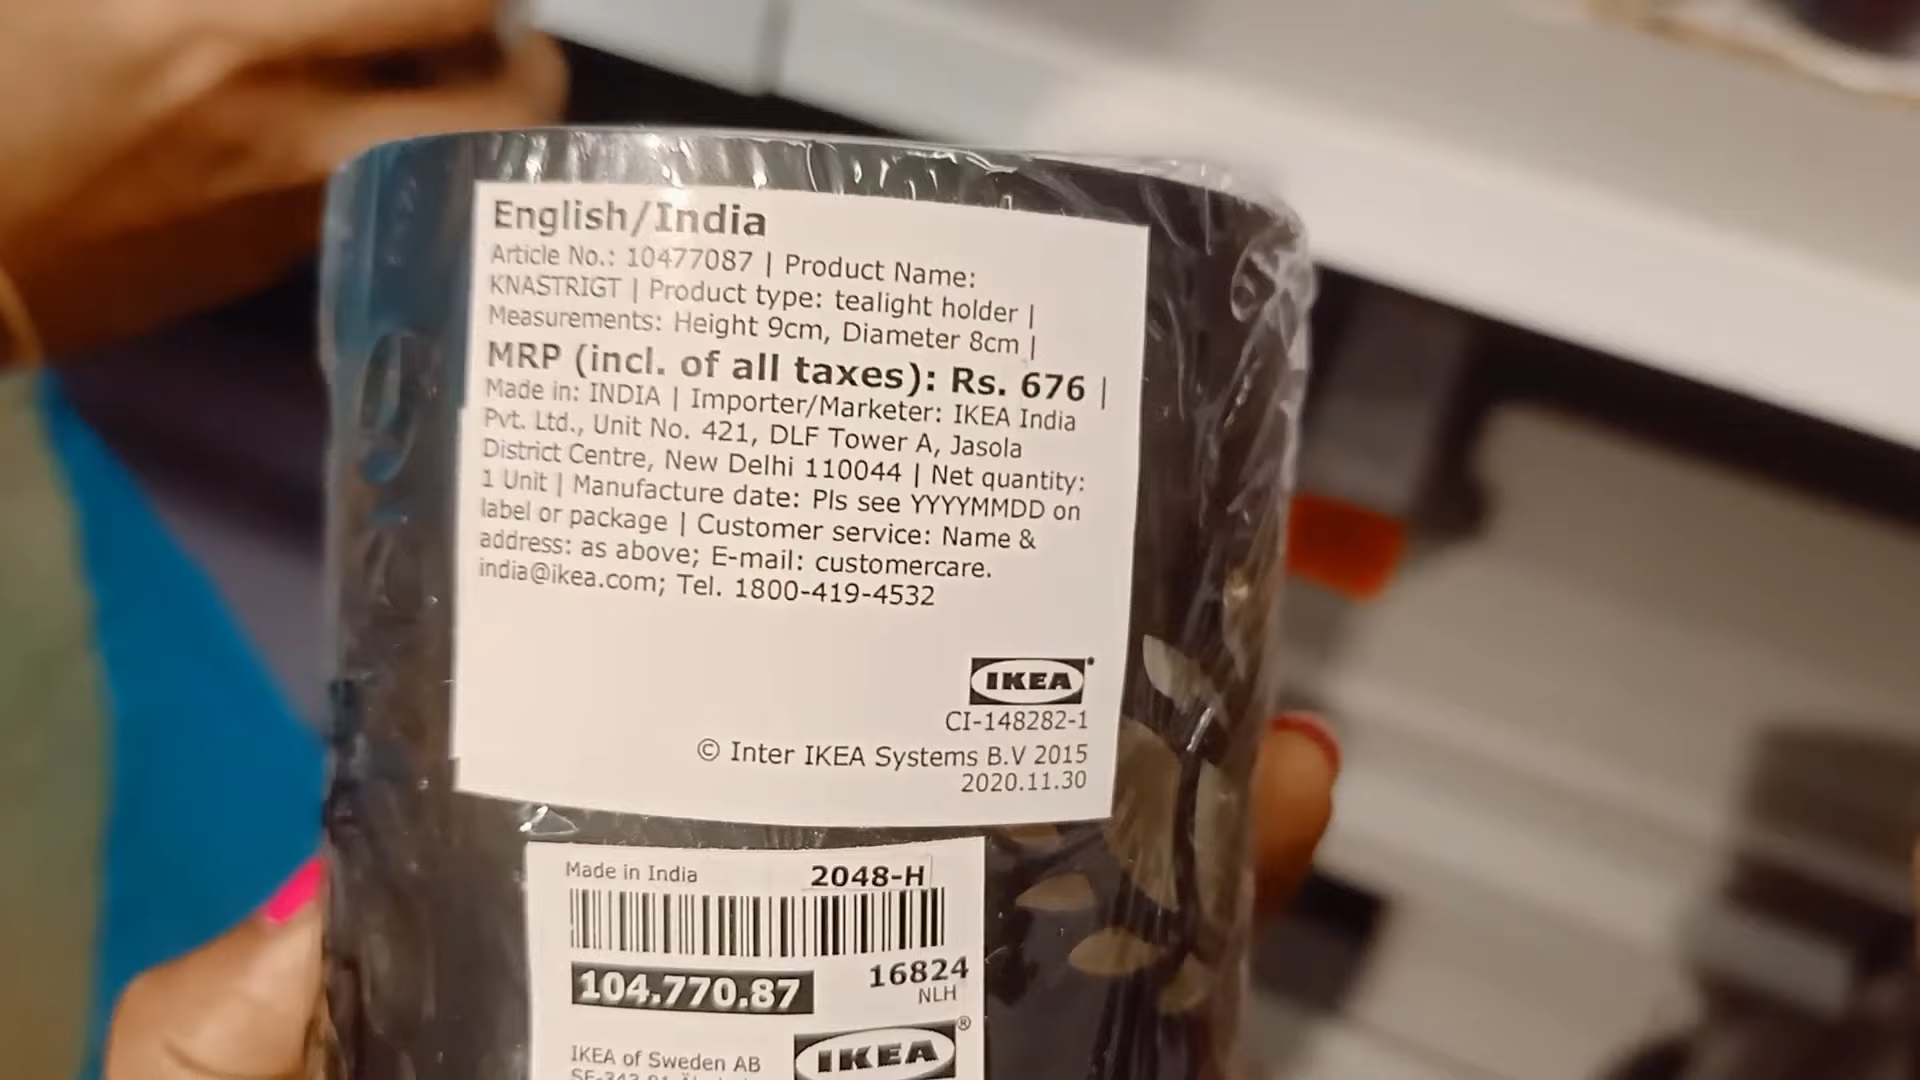 English/India
Article No.: 10477087 | Product Name:
KNASTRIGT | Product type: tealight holder |
Measurements: Height 9cm, Diameter 8cm |
MRP (incl. of all taxes): Rs. 676 |
Made in: INDIA | Importer/Marketer: IKEA India
Pvt. Ltd., Unit No. 421, DLF Tower A, Jasola
District Centre, New Delhi 110044 | Net quantity:
1 Unit | Manufacture date: Pls see YYYYMMDD on
label or package | Customer service: Name &
address: as above; E-mail: customercare.
india@ikea.com; Tel. 1800-419-4532
IKEA
CI-148282-1
© Inter IKEA Systems B.V 2015
2020.11.30
Made in India 2048-H
104.770.87 16824
NLH
IKEA of Sweden AB
IKEA®